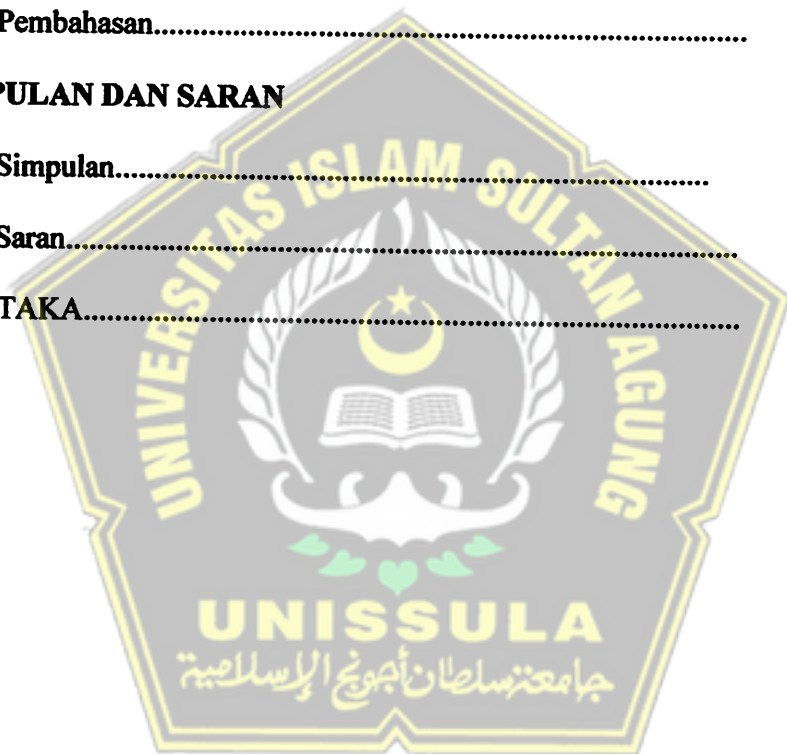 Pembahasan........................................................................
PULAN DAN SARAN
Simpulan........................................................................
Saran........................................................................
TAKA........................................................................
UNIVERSITAS ISLAM SULTAN AGUNG
UNISSULA
جامعة سلطان أجونج الإسلامية